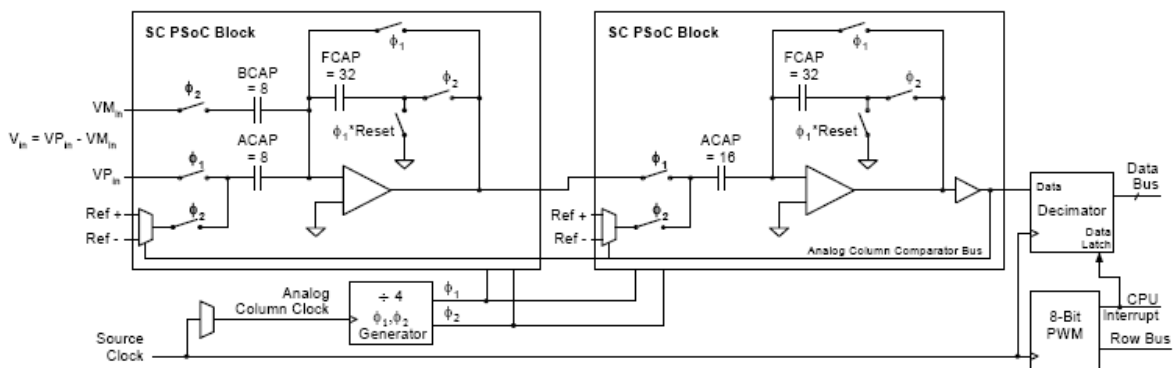 SC PSoC Block
ϕ1
BCAP
= 8
FCAP
= 32
ϕ2
ϕ2
VMin
ϕ1*Reset
Vin = VPin - VMin
ACAP
= 8
ϕ1
VPin
Ref +
ϕ2
Ref -
SC PSoC Block
ϕ1
FCAP
= 32
ϕ2
ϕ1*Reset
ACAP
= 16
ϕ1
Ref +
ϕ2
Ref -
Analog Column Comparator Bus
Data
Decimator
Data
Latch
Data
Bus
Analog
Column Clock
÷ 4
ϕ1,ϕ2
Generator
ϕ1
ϕ2
Source
Clock
8-Bit
PWM
CPU
Interrupt
Row Bus